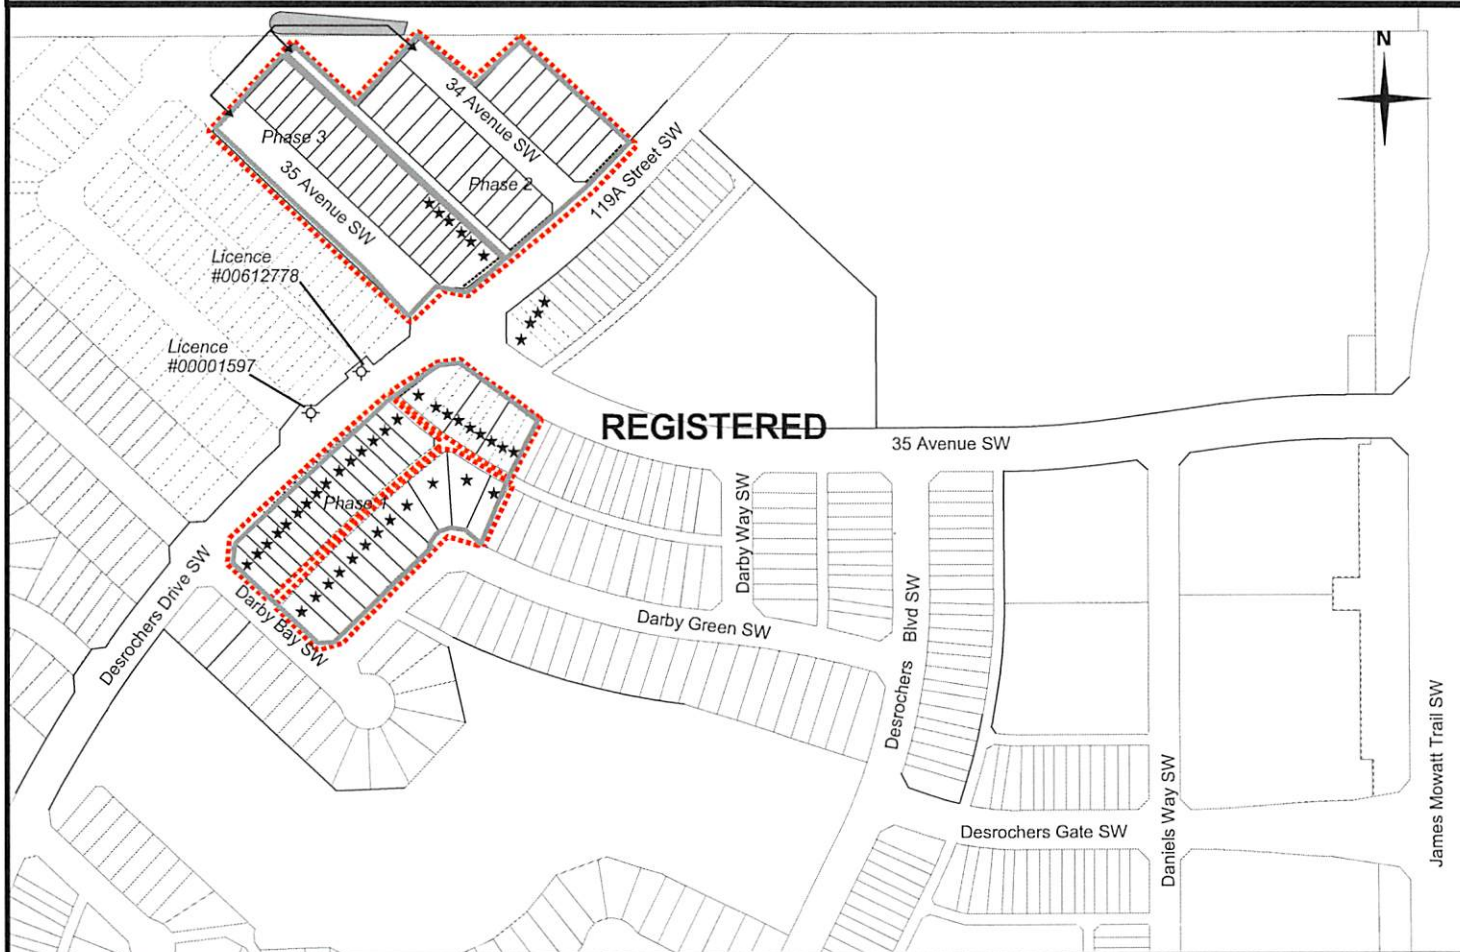 N
34 Avenue SW
Phase 3
119A Street SW
Phase 2
35 Avenue SW
Licence
#00612778
Licence
#00001597
REGISTERED
35 Avenue SW
Phase 1
Darby Way SW
Desrochers Drive SW
Darby Bay SW
Darby Green SW
Desrochers Blvd SW
James Mowatt Trail SW
Daniels Way SW
Desrochers Gate SW